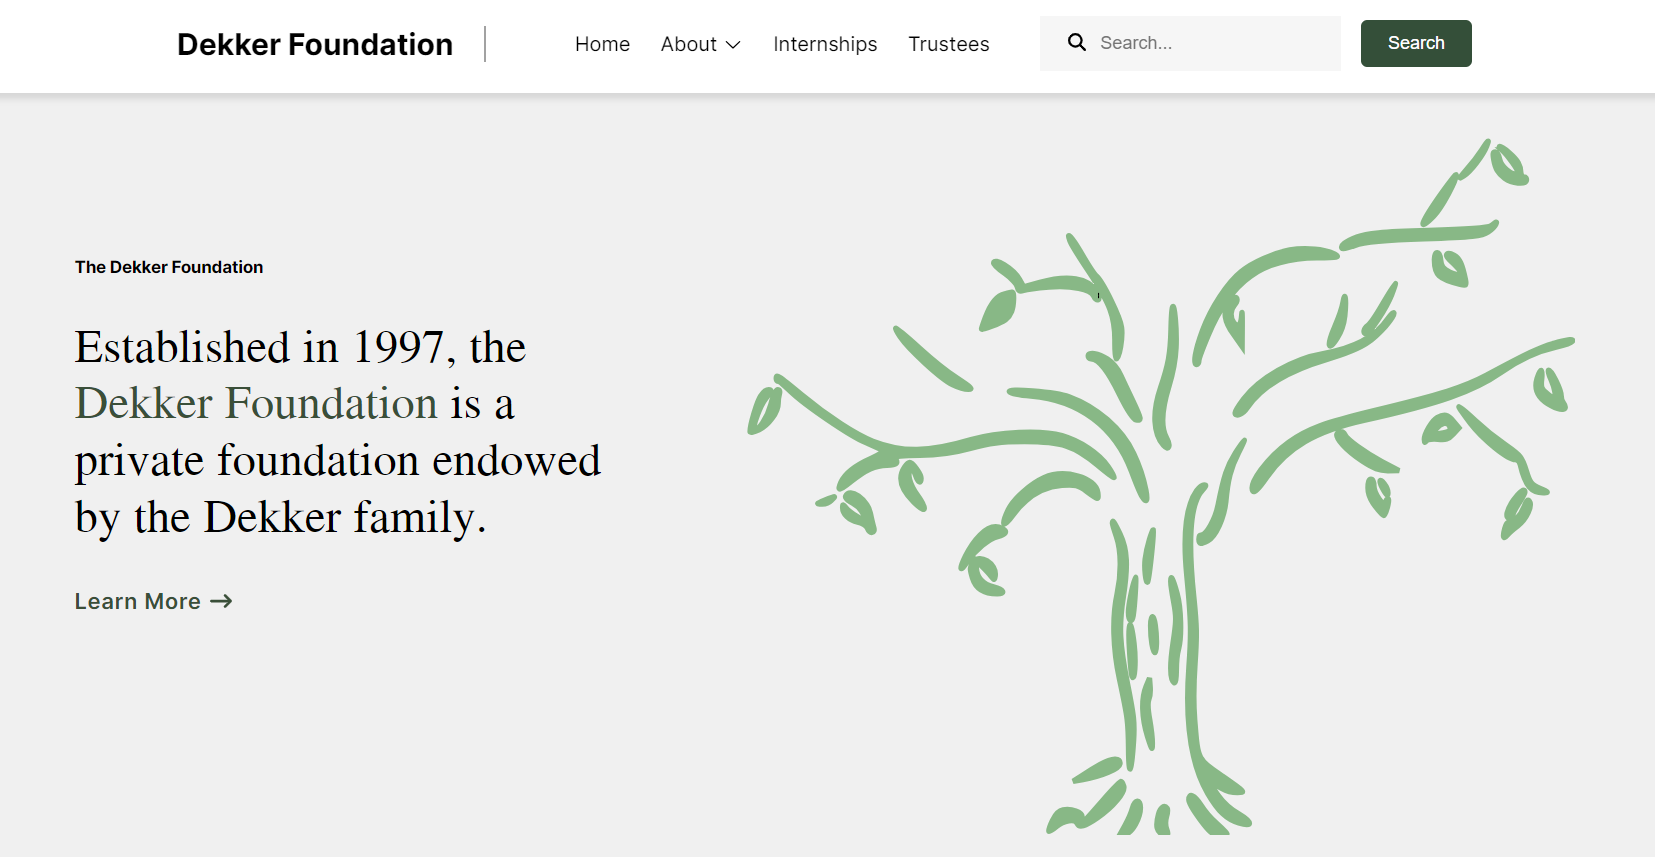 Dekker Foundation
Home About Internships Trustees
Search...
Search
The Dekker Foundation
Established in 1997, the
Dekker Foundation is a
private foundation endowed
by the Dekker family.
Learn More →